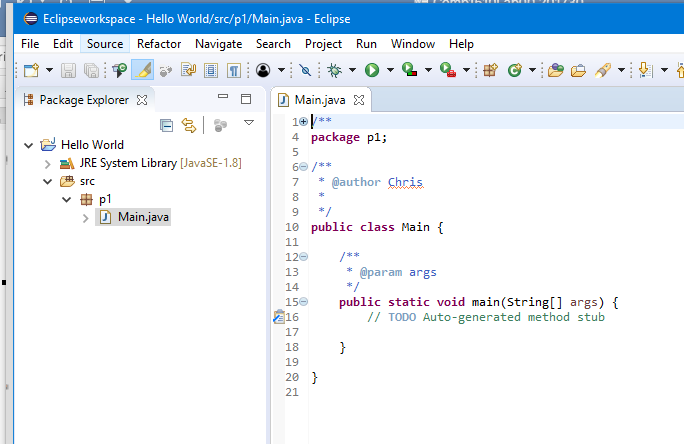 Eclipseworkspace - Hello World/src/p1/Main.java - Eclipse
File Edit Source Refactor Navigate Search Project Run Window Help
Package Explorer
Main.java
Hello World
JRE System Library [JavaSE-1.8]
src
p1
Main.java
1 /**
4 package p1;
5
6 /**
7  * @author Chris
8  *
9  */
10 public class Main {
11
12     /**
13      * @param args
14      */
15     public static void main(String[] args) {
16         // TODO Auto-generated method stub
17
18     }
19
20 }
21